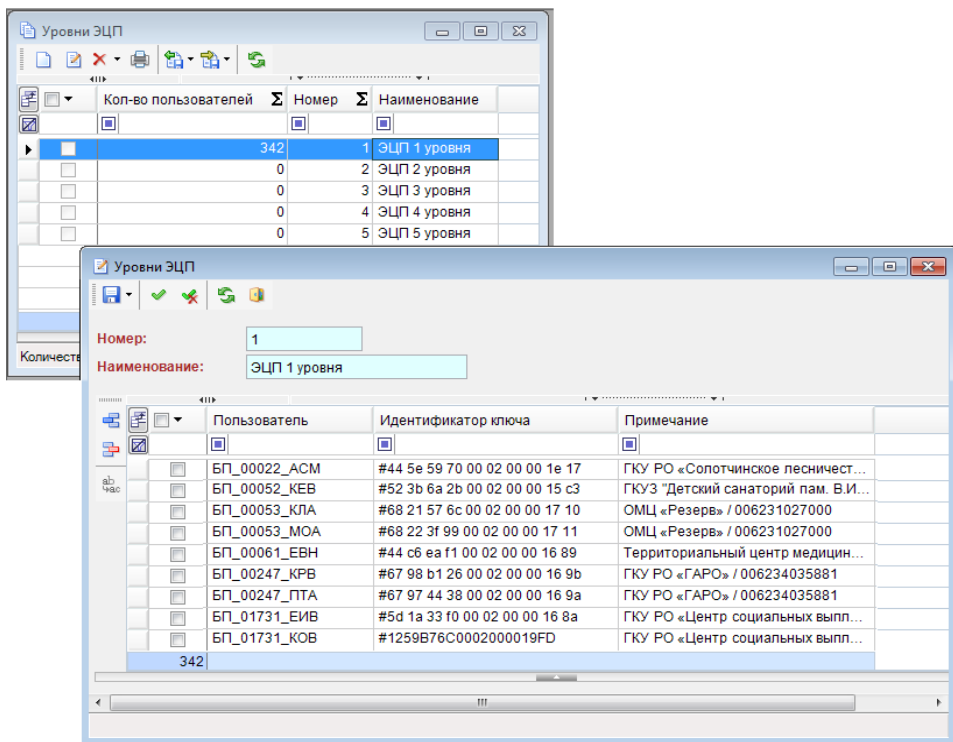 Уровни ЭЦП
Кол-во пользователей Σ Номер Σ Наименование
342 1 ЭЦП 1 уровня
0 2 ЭЦП 2 уровня
0 3 ЭЦП 3 уровня
0 4 ЭЦП 4 уровня
0 5 ЭЦП 5 уровня
Количеств
Уровни ЭЦП
Номер: 1
Наименование: ЭЦП 1 уровня
Пользователь Идентификатор ключа Примечание
ab
ac
БП_00022_АСМ #44 5e 59 70 00 02 00 00 1e 17 ГКУ РО «Солотчинское лесничест...
БП_00052_КЕВ #52 3b 6a 2b 00 02 00 00 15 c3 ГКУЗ "Детский санаторий пам. В.И...
БП_00053_КЛА #68 21 57 6c 00 02 00 00 17 10 ОМЦ «Резерв» / 006231027000
БП_00053_МОА #68 22 3f 99 00 02 00 00 17 11 ОМЦ «Резерв» / 006231027000
БП_00061_ЕВН #44 c6 ea f1 00 02 00 00 16 89 Территориальный центр медицин...
БП_00247_КРВ #67 98 b1 26 00 02 00 00 16 9b ГКУ РО «ГАРО» / 006234035881
БП_00247_ПТА #67 97 44 38 00 02 00 00 16 9a ГКУ РО «ГАРО» / 006234035881
БП_01731_ЕИВ #5d 1a 33 f0 00 02 00 00 16 8a ГКУ РО «Центр социальных выпл...
БП_01731_КОВ #1259B76C0002000019FD ГКУ РО «Центр социальных выпл...
342